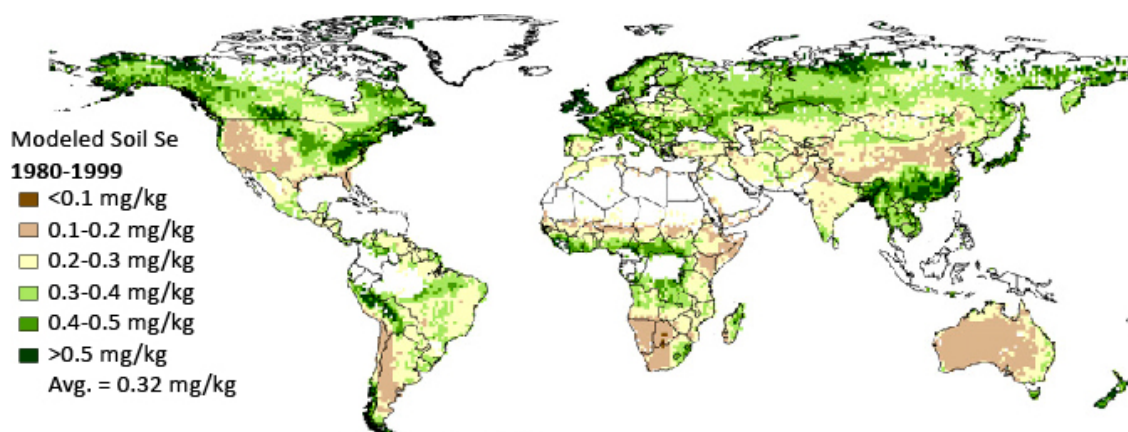 Modeled Soil Se
1980-1999
<0.1 mg/kg
0.1-0.2 mg/kg
0.2-0.3 mg/kg
0.3-0.4 mg/kg
0.4-0.5 mg/kg
>0.5 mg/kg
Avg. = 0.32 mg/kg